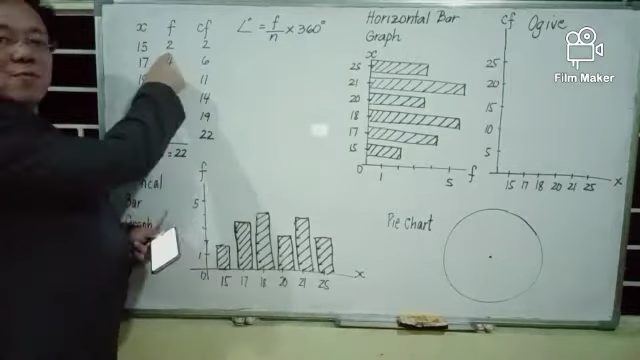 x f cf
15 2 2
17 6
11
14
19
22
= 22
∠° = f/n x 360°
Horizontal Bar
Graph
x
25
21
20
18
17
15
0 1 5 f
cf Ogive
25
20
15
10
5
15 17 18 20 21 25 x
Film Maker
Bar
f
5
1
0 15 17 18 20 21 25 x
Pie Chart